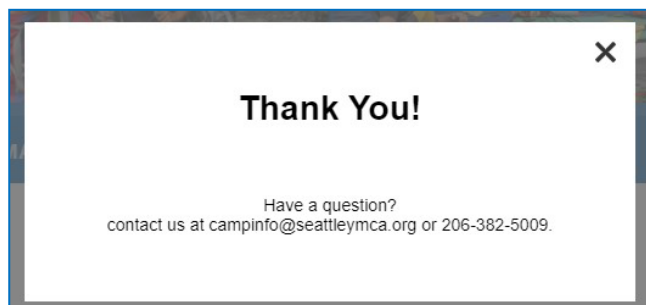 Thank You!
Have a question?
contact us at campinfo@seattleymca.org or 206-382-5009.